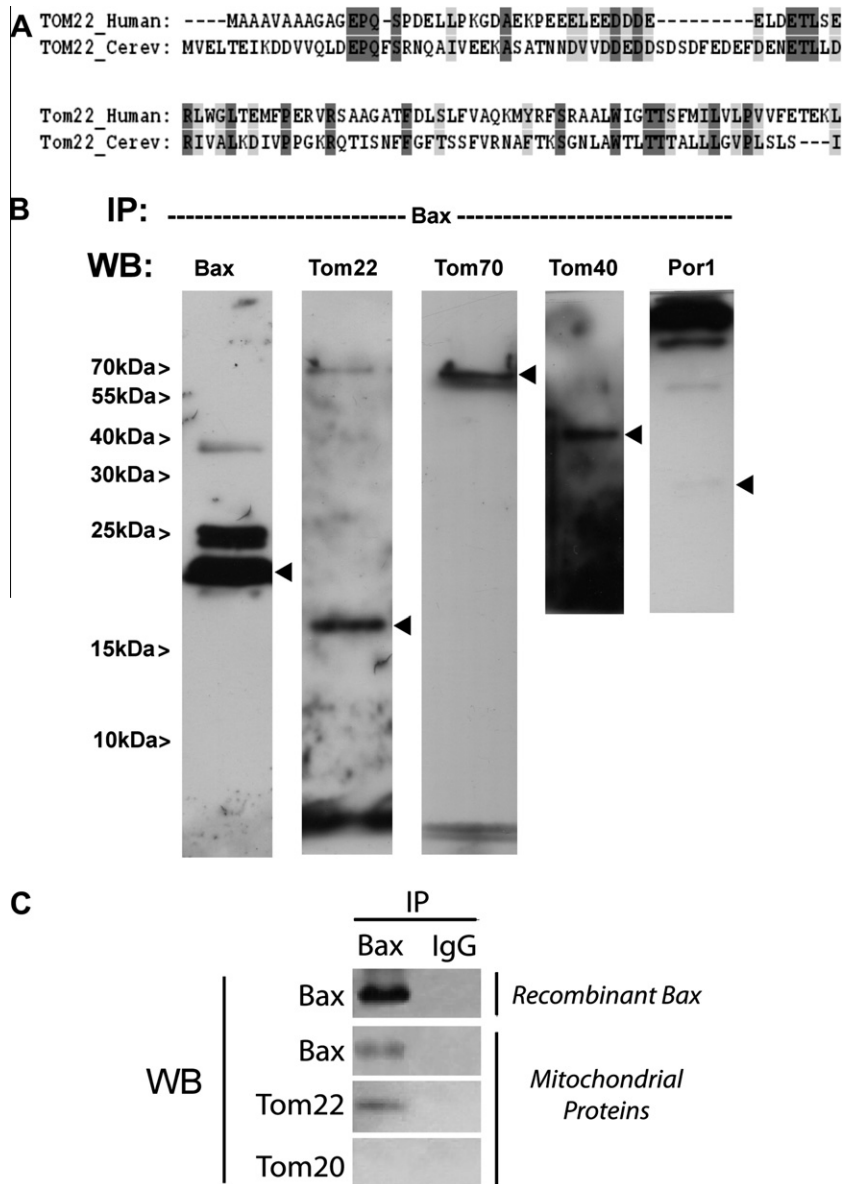 A
TOM22_Human: ----MAAAVAAAGAGEPQ-SPDELLPKGDAEKPEEELEEDDDE---------ELDETLSE
TOM22_Cerev: MVELTEIKDDVVQLDEPQFSRNQAIVEEKASATNNDVVDDEDDSDSDFEDEFDENETLLD
Tom22_Human: RLWGLTEMFPERVRSAAGATFDLSLFVAQKMYRFSRAALWIGTTSFMILVLPVVFETEKL
Tom22_Cerev: RIVALKDIVPPGKRQTISNFFGFTSSFVRNAFTKSGNLAWTLTTTALLLGVPLSLS---I
B
IP: -------------------------- Bax ------------------------------
WB: Bax Tom22 Tom70 Tom40 Por1
70kDa>
55kDa>
40kDa>
30kDa>
25kDa>
15kDa>
10kDa>
C
IP
Bax IgG
Bax Recombinant Bax
Bax
WB
Tom22
Mitochondrial
Proteins
Tom20